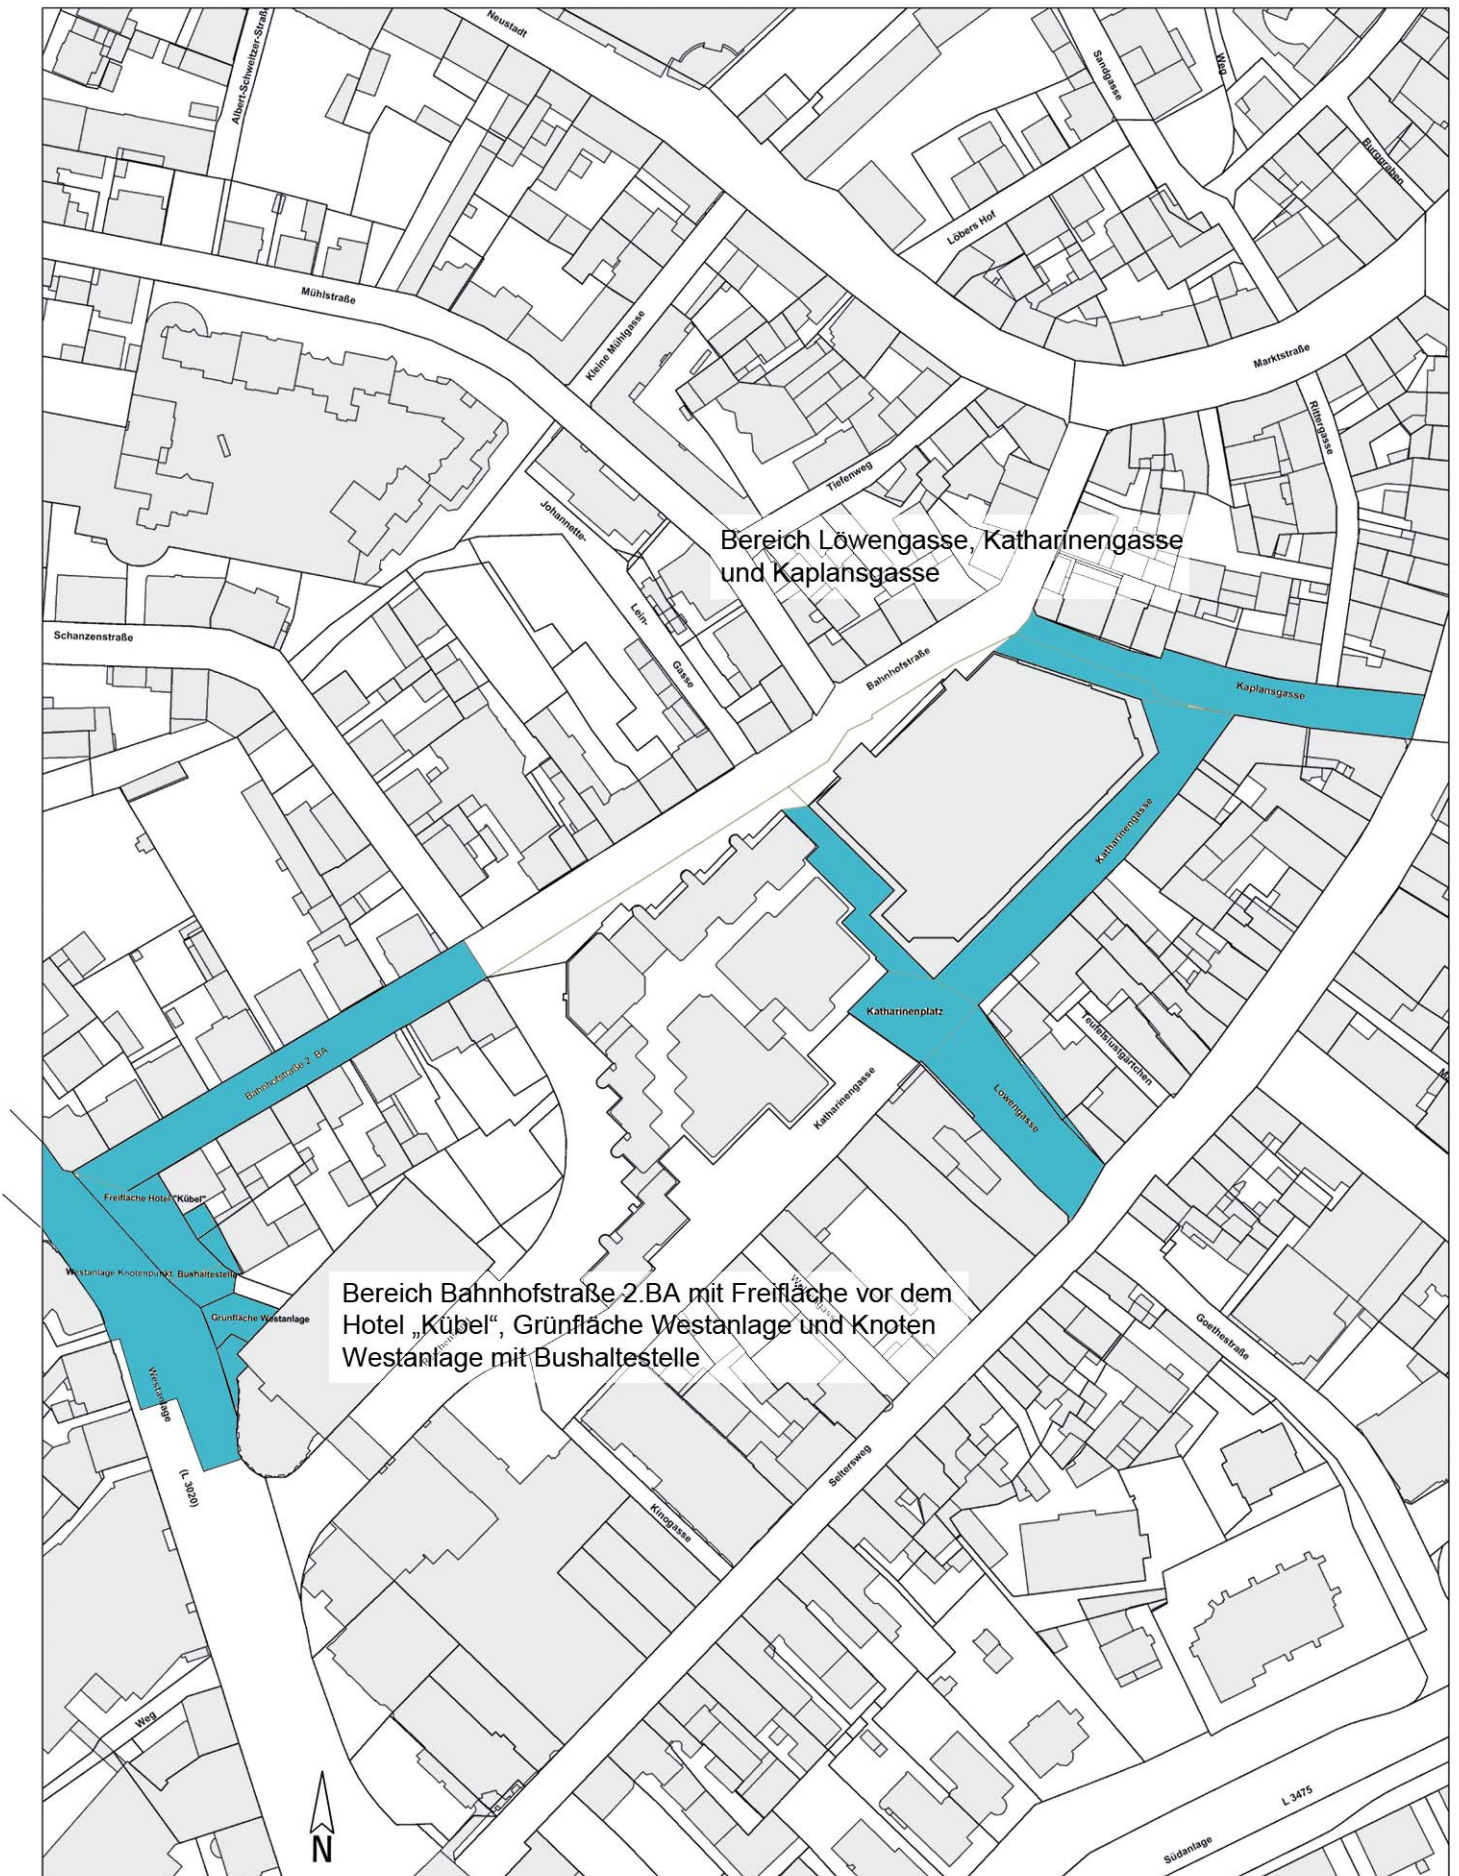 Neustadt
Albert-Schweitzer-Straße
Sandgasse
Weg
Burggraben
Löbers Hof
Mühlstraße
Kleine Mühlgasse
Marktstraße
Rittergasse
Tiefenweg
Johannette-
Lein-
Gasse
Bereich Löwengasse, Katharinengasse
und Kaplansgasse
Schanzenstraße
Bahnhofstraße
Kaplansgasse
Katharinengasse
Katharinenplatz
Teufelslustgärtchen
Bahnhofstraße 2. BA
Katharinengasse
Löwengasse
Freifläche Hotel "Kübel"
Westanlage Knotenpunkt. Bushaltestelle
Grünfläche Westanlage
Bereich Bahnhofstraße 2.BA mit Freifläche vor dem
Hotel „Kübel“, Grünfläche Westanlage und Knoten
Westanlage mit Bushaltestelle
Goethestraße
Westanlage
(L 3020)
Seltersweg
Kinogasse
Weg
N
L 3475
Südanlage